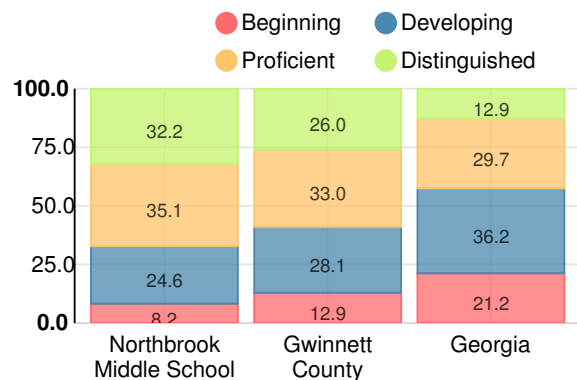 Beginning
Developing
Proficient
Distinguished
100.0
75.0
50.0
25.0
0.0
32.2
26.0
12.9
35.1
33.0
29.7
24.6
28.1
36.2
8.2
12.9
21.2
Northbrook
Middle School
Gwinnett
County
Georgia